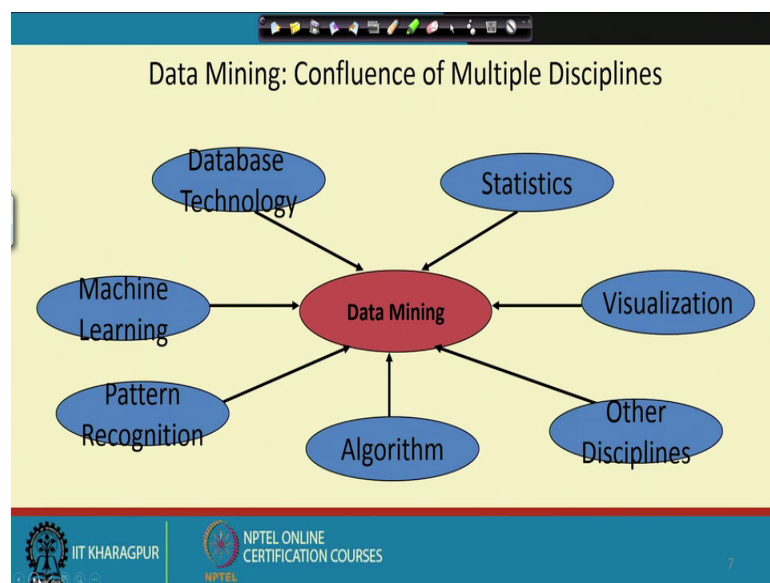 Data Mining: Confluence of Multiple Disciplines
Database
Technology
Statistics
Machine
Learning
Data Mining
Visualization
Pattern
Recognition
Algorithm
Other
Disciplines
IIT KHARAGPUR
NPTEL
NPTEL ONLINE
CERTIFICATION COURSES
7